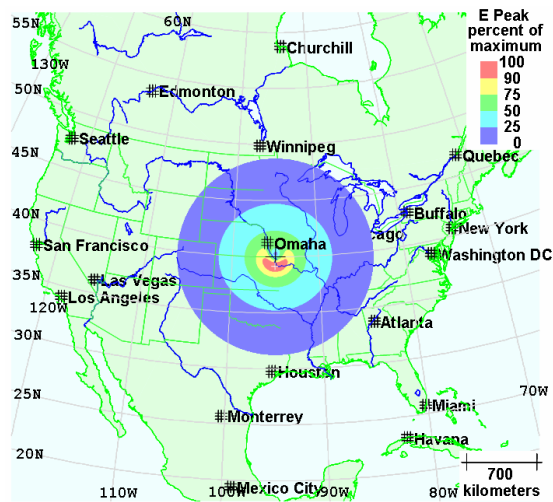 55N
60N
E Peak
percent of
maximum
100
90
75
50
25
0
Churchill
130W
50N
Edmonton
Seattle
Winnipeg
Quebec
45N
40N
Buffalo
New York
cago
San Francisco
Omaha
Washington DC
35N
Las Vegas
Los Angeles
120W
Atlanta
30N
Houston
25N
70W
Miami
Monterrey
Havana
20N
700
kilometers
110W
100W
Mexico City
90W
80W